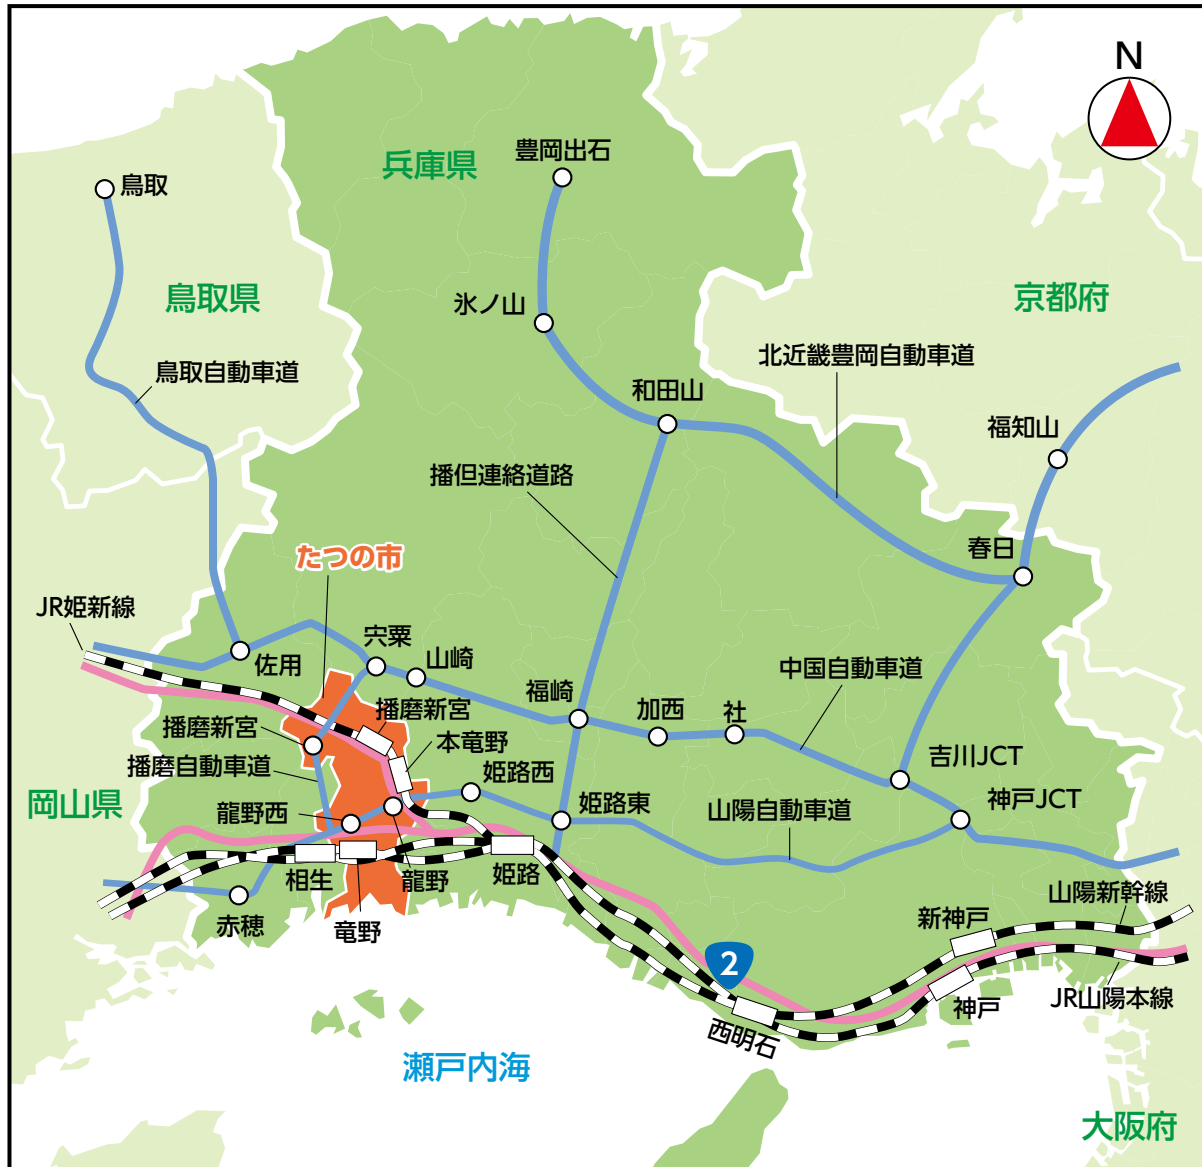 N
兵庫県
豊岡出石
鳥取
鳥取県
氷ノ山
京都府
北近畿豊岡自動車道
鳥取自動車道
和田山
福知山
播但連絡道路
春日
たつの市
JR姫新線
宍粟
佐用
山崎
中国自動車道
福崎
加西
社
播磨新宮
播磨新宮
本竜野
吉川JCT
播磨自動車道
姫路西
岡山県
龍野西
姫路東
山陽自動車道
神戸JCT
相生
龍野
姫路
山陽新幹線
赤穂
竜野
新神戸
2
JR山陽本線
神戸
西明石
瀬戸内海
大阪府